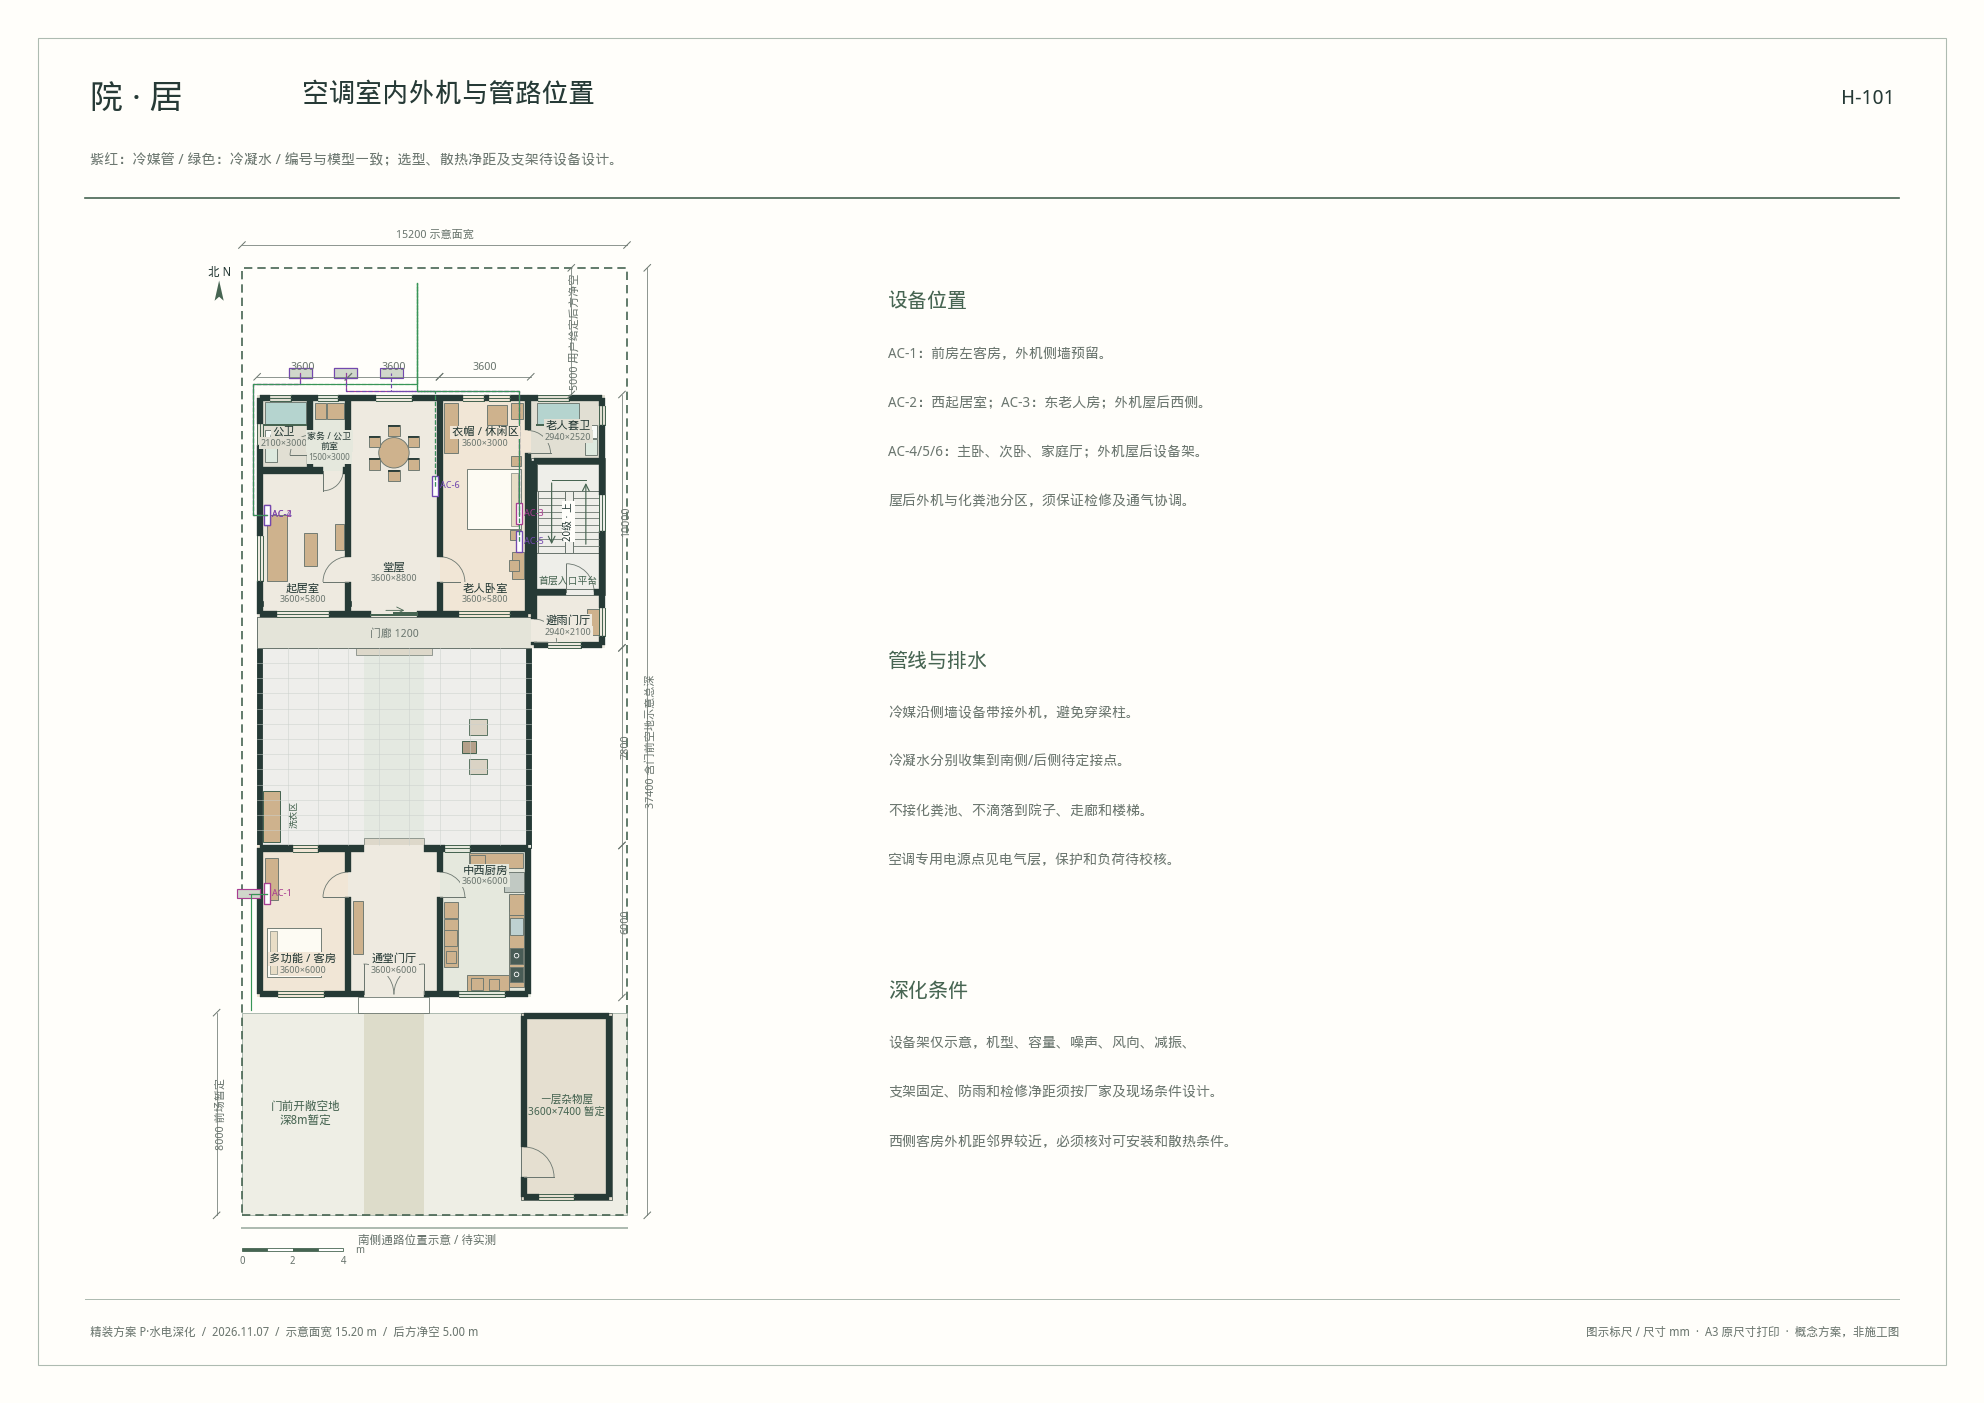 院 · 居
空调室内外机与管路位置
H-101
紫红：冷媒管 / 绿色：冷凝水 / 编号与模型一致；选型、散热净距及支架待设备设计。
15200 示意面宽
北 N
5000 用户给定后方净空
3600
3600
3600
公卫
2100×3000
家务 / 公卫
前室
1500×3000
衣帽 / 休闲区
3600×3000
老人套卫
2940×2520
AC-6
AC-3
AC-5
20级 · 上
10000
堂屋
3600×8800
起居室
3600×5800
老人卧室
3600×5800
首层入口平台
避雨门厅
2940×2100
门廊 1200
37400 含门前空地示意总深
7800
洗衣区
中西厨房
3600×6000
AC-1
6000
多功能 / 客房
3600×6000
通堂门厅
3600×6000
8000 前场暂定
门前开敞空地
深8m暂定
一层杂物屋
3600×7400 暂定
南侧通路位置示意 / 待实测
m
0
2
4
设备位置
AC-1：前房左客房，外机侧墙预留。
AC-2：西起居室；AC-3：东老人房；外机屋后西侧。
AC-4/5/6：主卧、次卧、家庭厅；外机屋后设备架。
屋后外机与化粪池分区，须保证检修及通气协调。
管线与排水
冷媒沿侧墙设备带接外机，避免穿梁柱。
冷凝水分别收集到南侧/后侧待定接点。
不接化粪池、不滴落到院子、走廊和楼梯。
空调专用电源点见电气层，保护和负荷待校核。
深化条件
设备架仅示意，机型、容量、噪声、风向、减振、
支架固定、防雨和检修净距须按厂家及现场条件设计。
西侧客房外机距邻界较近，必须核对可安装和散热条件。
精装方案 P·水电深化 / 2026.11.07 / 示意面宽 15.20 m / 后方净空 5.00 m
图示标尺 / 尺寸 mm · A3 原尺寸打印 · 概念方案，非施工图